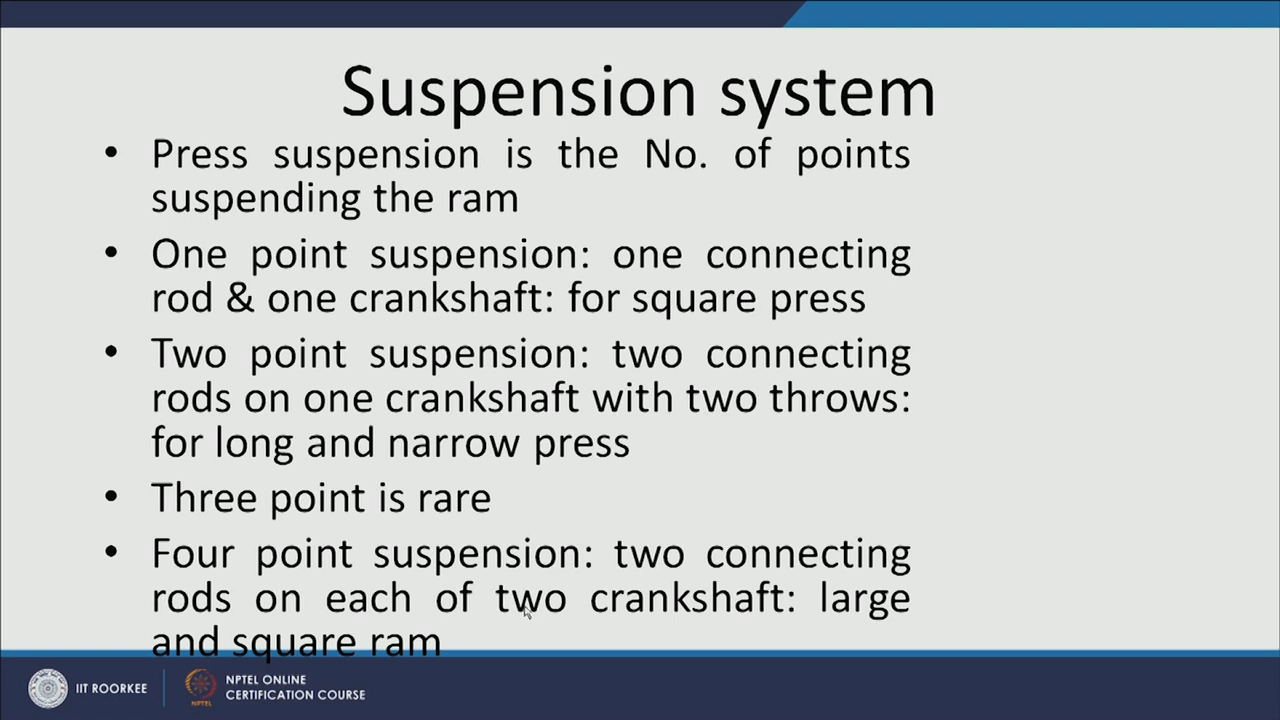 Suspension system
• Press suspension is the No. of points
suspending the ram
• One point suspension: one connecting
rod & one crankshaft: for square press
• Two point suspension: two connecting
rods on one crankshaft with two throws:
for long and narrow press
• Three point is rare
• Four point suspension: two connecting
rods on each of two crankshaft: large
and square ram
IIT ROORKEE
NPTEL
NPTEL ONLINE
CERTIFICATION COURSE